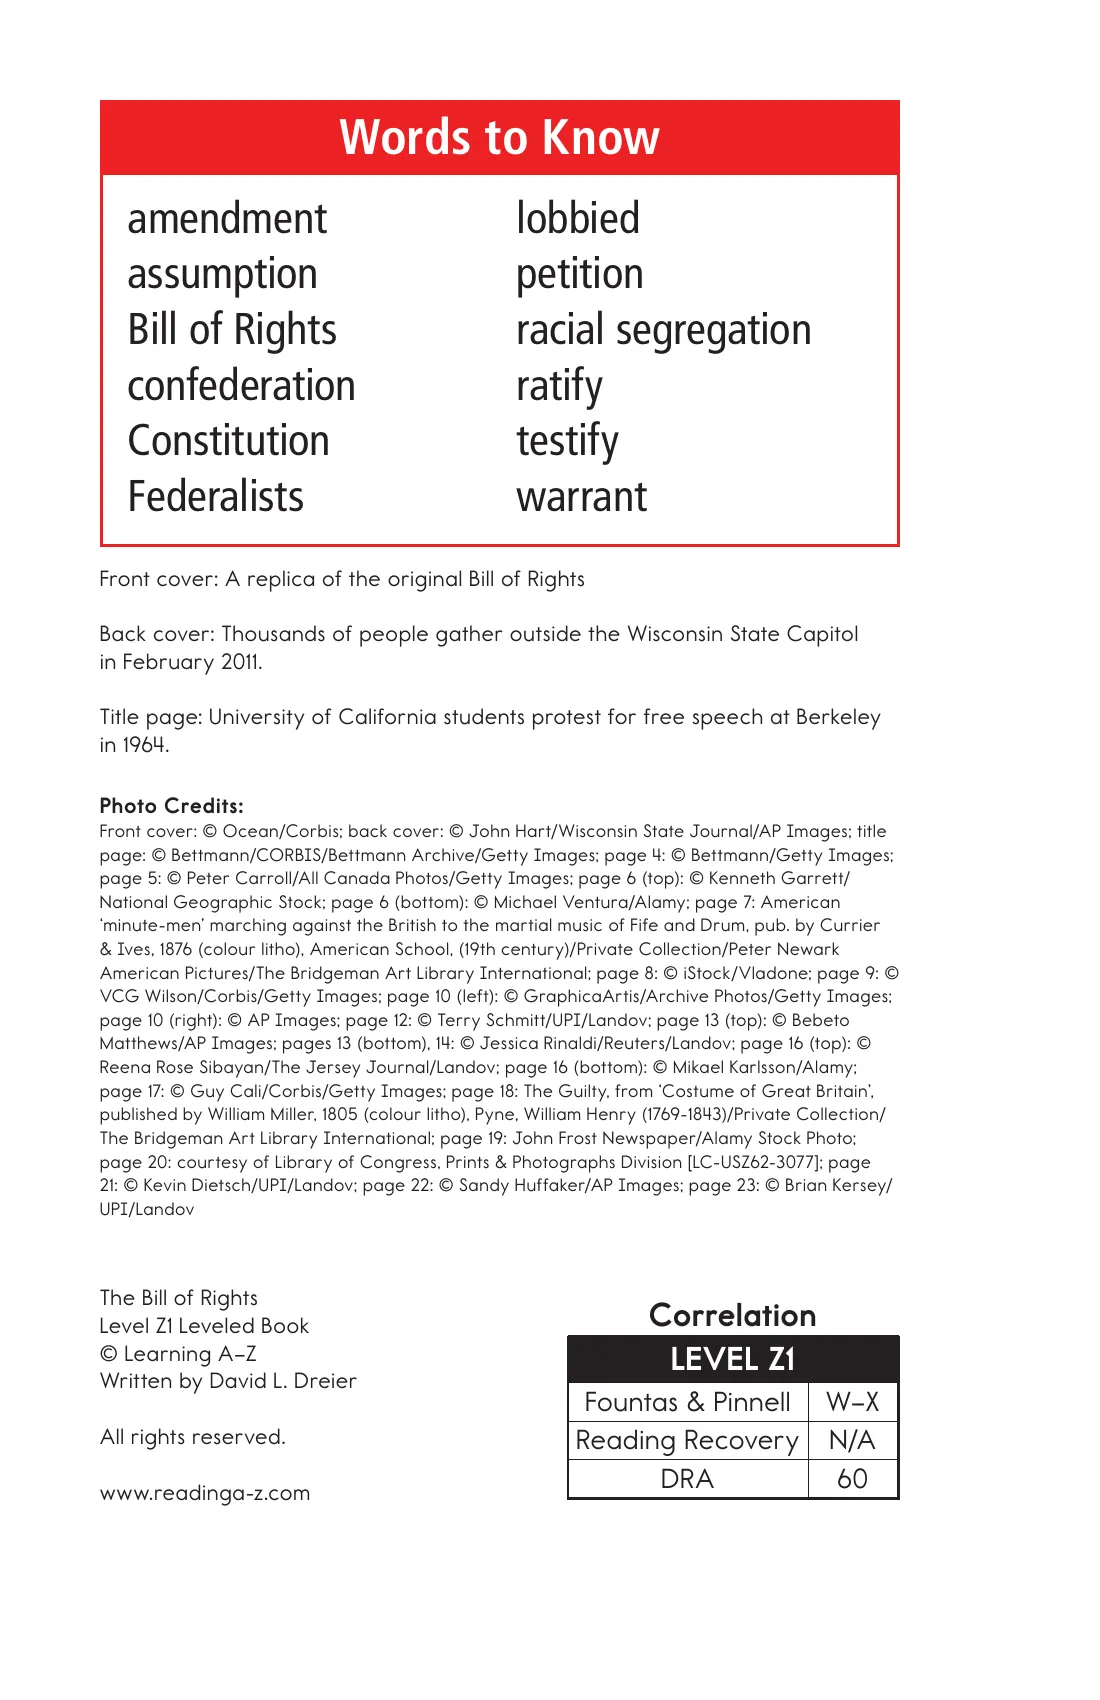 Words to Know
amendment
assumption
Bill of Rights
confederation
Constitution
Federalists
lobbied
petition
racial segregation
ratify
testify
warrant
Front cover: A replica of the original Bill of Rights
Back cover: Thousands of people gather outside the Wisconsin State Capitol
in February 2011.
Title page: University of California students protest for free speech at Berkeley
in 1964.
Photo Credits:
Front cover: © Ocean/Corbis; back cover: © John Hart/Wisconsin State Journal/AP Images; title
page: © Bettmann/CORBIS/Bettmann Archive/Getty Images; page 4: © Bettmann/Getty Images;
page 5: © Peter Carroll/All Canada Photos/Getty Images; page 6 (top): © Kenneth Garrett/
National Geographic Stock; page 6 (bottom): © Michael Ventura/Alamy; page 7: American
‘minute-men’ marching against the British to the martial music of Fife and Drum, pub. by Currier
& Ives, 1876 (colour litho), American School, (19th century)/Private Collection/Peter Newark
American Pictures/The Bridgeman Art Library International; page 8: © iStock/Vladone; page 9: ©
VCG Wilson/Corbis/Getty Images; page 10 (left): © GraphicaArtis/Archive Photos/Getty Images;
page 10 (right): © AP Images; page 12: © Terry Schmitt/UPI/Landov; page 13 (top): © Bebeto
Matthews/AP Images; pages 13 (bottom), 14: © Jessica Rinaldi/Reuters/Landov; page 16 (top): ©
Reena Rose Sibayan/The Jersey Journal/Landov; page 16 (bottom): © Mikael Karlsson/Alamy;
page 17: © Guy Cali/Corbis/Getty Images; page 18: The Guilty, from ‘Costume of Great Britain’,
published by William Miller, 1805 (colour litho), Pyne, William Henry (1769-1843)/Private Collection/
The Bridgeman Art Library International; page 19: John Frost Newspaper/Alamy Stock Photo;
page 20: courtesy of Library of Congress, Prints & Photographs Division [LC-USZ62-3077]; page
21: © Kevin Dietsch/UPI/Landov; page 22: © Sandy Huffaker/AP Images; page 23: © Brian Kersey/
UPI/Landov
The Bill of Rights
Level Z1 Leveled Book
© Learning A–Z
Written by David L. Dreier
All rights reserved.
www.readinga-z.com
Correlation
LEVEL Z1
Fountas & Pinnell W–X
Reading Recovery N/A
DRA 60